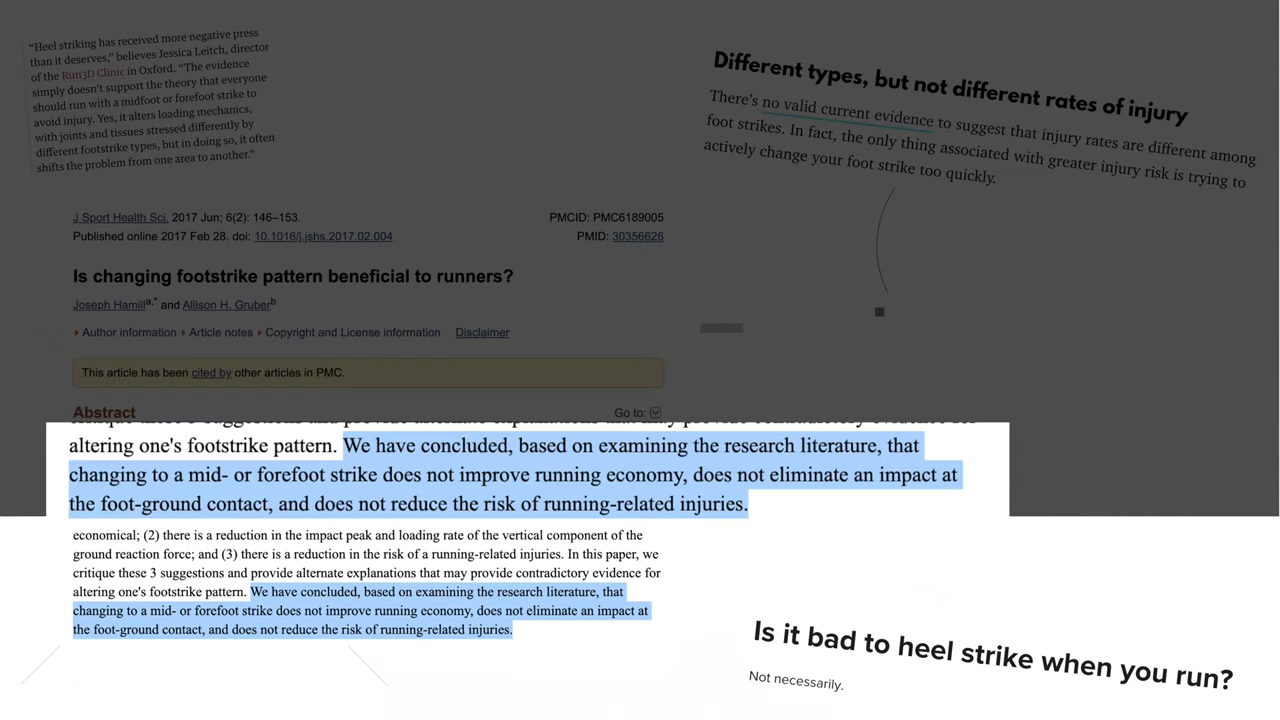 “Heel striking has received more negative press
than it deserves,” believes Jessica Leitch, director
of the Run3D Clinic in Oxford. “The evidence
simply doesn’t support the theory that everyone
should run with a midfoot or forefoot strike to
avoid injury. Yes, it alters loading mechanics,
with joints and tissues stressed differently by
different footstrike types, but in doing so, it often
shifts the problem from one area to another.”
Different types, but not different rates of injury
There’s no valid current evidence to suggest that injury rates are different among
foot strikes. In fact, the only thing associated with greater injury risk is trying to
actively change your foot strike too quickly.
J Sport Health Sci. 2017 Jun; 6(2): 146–153.
PMCID: PMC6189005
Published online 2017 Feb 28. doi: 10.1016/j.jshs.2017.02.004
PMID: 30356626
Is changing footstrike pattern beneficial to runners?
Joseph Hamill a,* and Allison H. Gruber b
Author information Article notes Copyright and License information Disclaimer
This article has been cited by other articles in PMC.
Abstract
Go to:
critique these 3 suggestions and provide alternate explanations that may provide contradictory evidence for
altering one's footstrike pattern. We have concluded, based on examining the research literature, that
changing to a mid- or forefoot strike does not improve running economy, does not eliminate an impact at
the foot-ground contact, and does not reduce the risk of running-related injuries.
economical; (2) there is a reduction in the impact peak and loading rate of the vertical component of the
ground reaction force; and (3) there is a reduction in the risk of a running-related injuries. In this paper, we
critique these 3 suggestions and provide alternate explanations that may provide contradictory evidence for
altering one's footstrike pattern. We have concluded, based on examining the research literature, that
changing to a mid- or forefoot strike does not improve running economy, does not eliminate an impact at
the foot-ground contact, and does not reduce the risk of running-related injuries.
Is it bad to heel strike when you run?
Not necessarily.